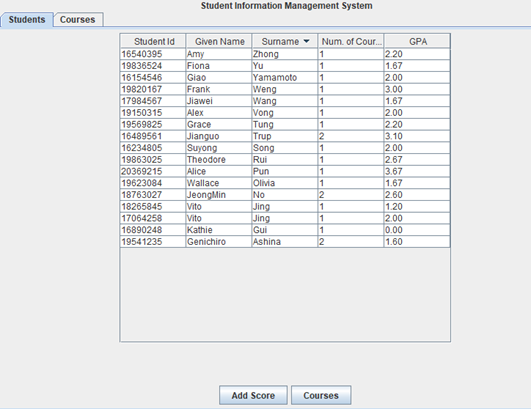 Student Information Management System
Students Courses
Student Id Given Name Surname Num. of Cour... GPA
16540395 Amy Zhong 1 2.20
19836524 Fiona Yu 1 1.67
16154546 Giao Yamamoto 1 2.00
19820167 Frank Weng 1 3.00
17984567 Jiawei Wang 1 1.67
19150315 Alex Vong 1 2.00
19569825 Grace Tung 1 2.20
16489561 Jianguo Trup 2 3.10
16234805 Suyong Song 1 2.00
19863025 Theodore Rui 1 2.67
20369215 Alice Pun 1 3.67
19623084 Wallace Olivia 1 1.67
18763027 JeongMin No 2 2.60
18265845 Vito Jing 1 1.20
17064258 Vito Jing 1 2.00
16890248 Kathie Gui 1 0.00
19541235 Genichiro Ashina 2 1.60
Add Score Courses